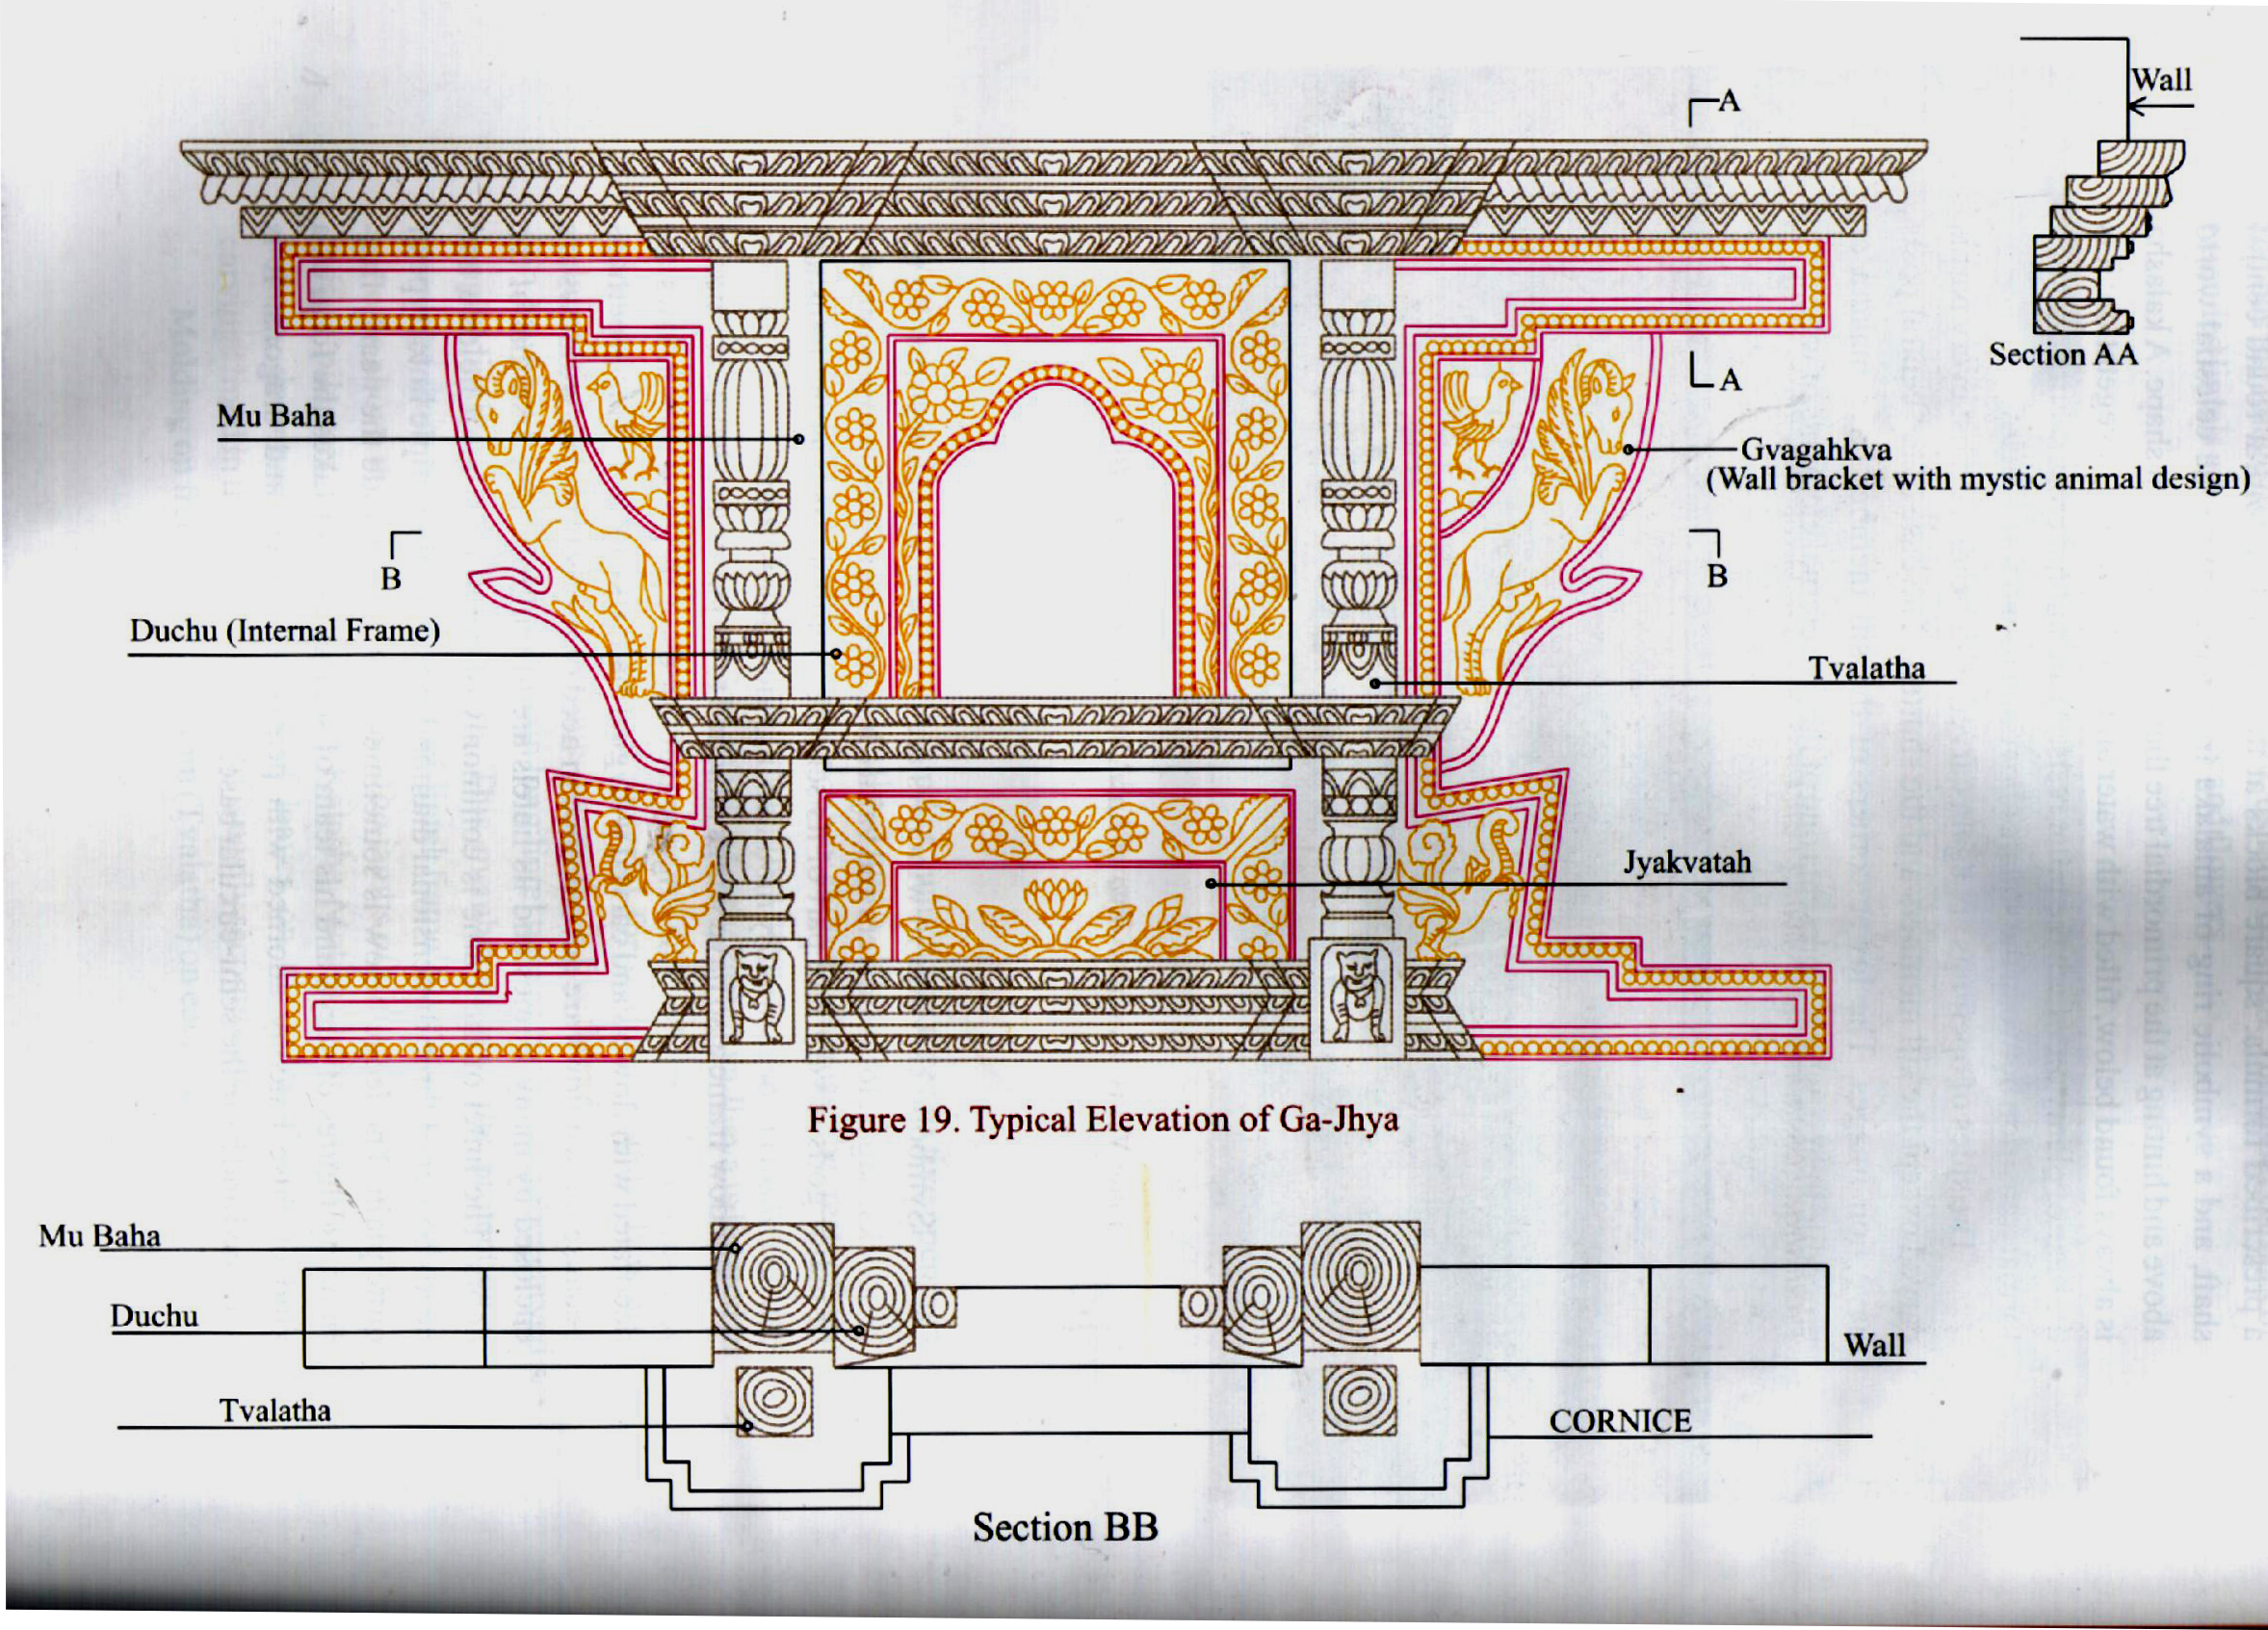 A
Wall
Section AA
A
Mu Baha
Gvagahkva
(Wall bracket with mystic animal design)
B
B
Duchu (Internal Frame)
Tvalatha
Jyakvatah
Figure 19. Typical Elevation of Ga-Jhya
Mu Baha
Duchu
Wall
Tvalatha
CORNICE
Section BB